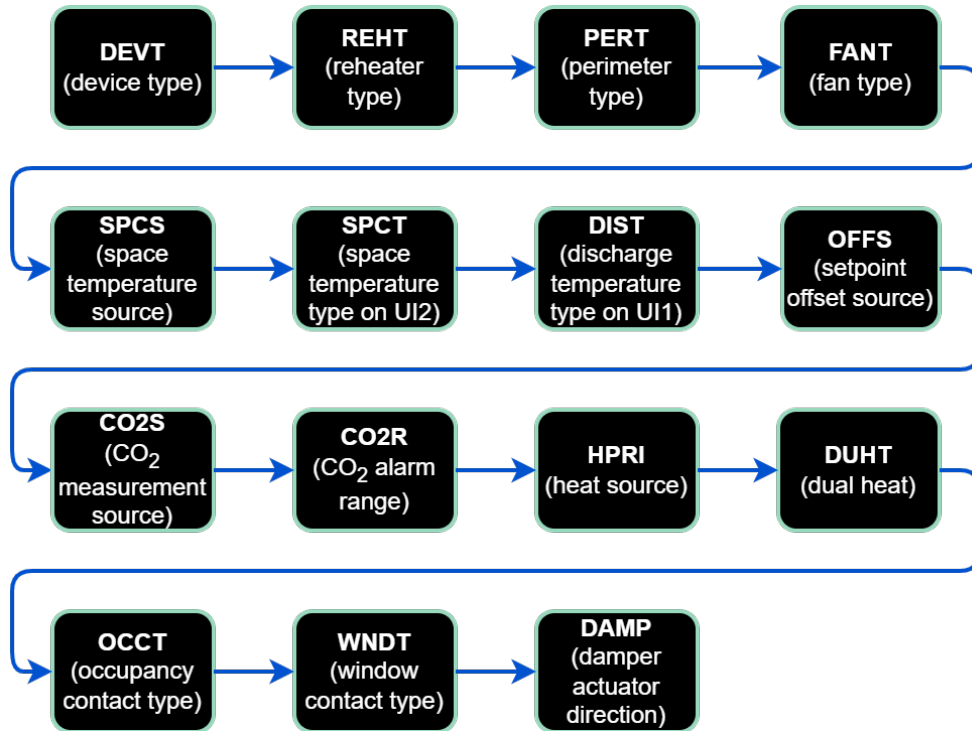 DEVT
(device type)
REHT
(reheater
type)
PERT
(perimeter
type)
FANT
(fan type)
SPCS
(space
temperature
source)
SPCT
(space
temperature
type on UI2)
DIST
(discharge
temperature
type on UI1)
OFFS
(setpoint
offset source)
CO2S
(CO₂
measurement
source)
CO2R
(CO₂ alarm
range)
HPRI
(heat source)
DUHT
(dual heat)
OCCT
(occupancy
contact type)
WNDT
(window
contact type)
DAMP
(damper
actuator
direction)